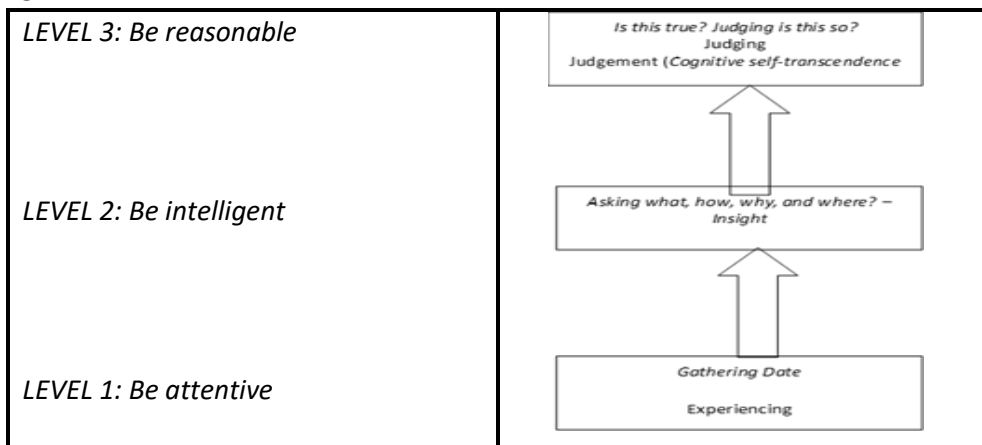 LEVEL 3: Be reasonable
Is this true? Judging is this so?
Judging
Judgement (Cognitive self-transcendence
LEVEL 2: Be intelligent
Asking what, how, why, and where? –
Insight
LEVEL 1: Be attentive
Gathering Date
Experiencing